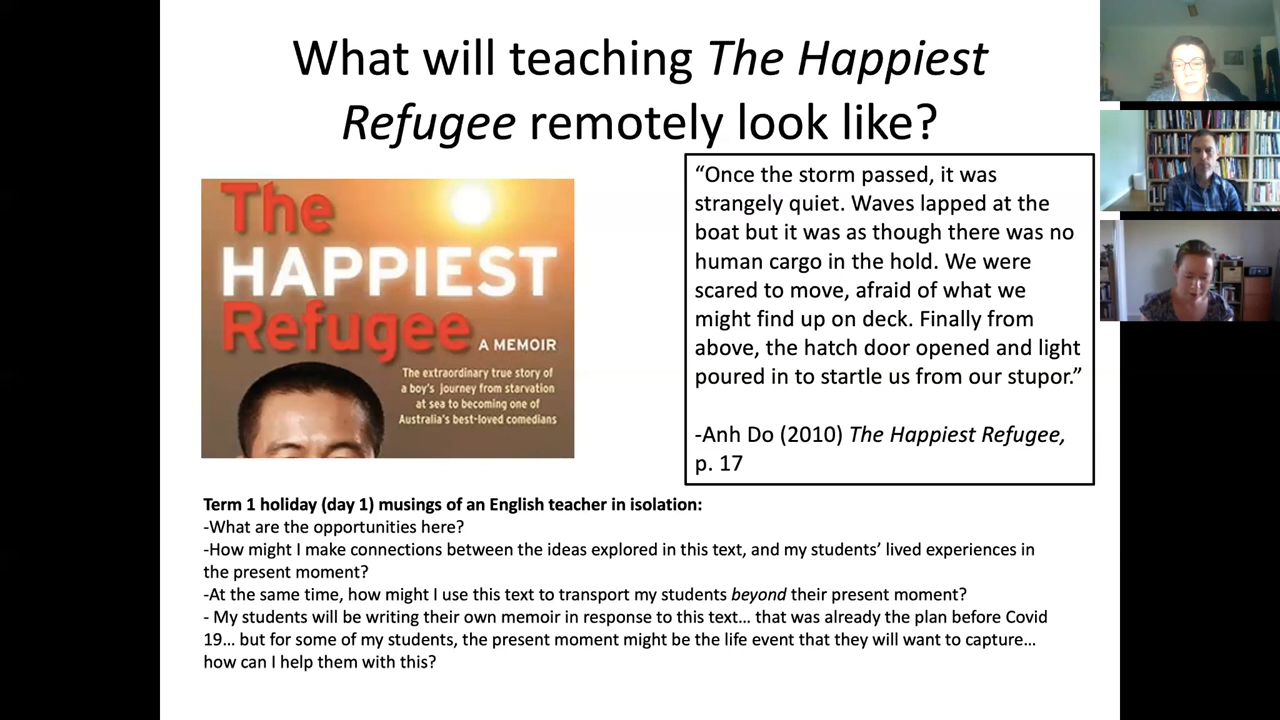 What will teaching The Happiest
Refugee remotely look like?
The
HAPPIEST
Refugee
A MEMOIR
The extraordinary true story of
a boy's journey from starvation
at sea to becoming one of
Australia's best-loved comedians
“Once the storm passed, it was
strangely quiet. Waves lapped at the
boat but it was as though there was no
human cargo in the hold. We were
scared to move, afraid of what we
might find up on deck. Finally from
above, the hatch door opened and light
poured in to startle us from our stupor.”
-Anh Do (2010) The Happiest Refugee,
p. 17
Term 1 holiday (day 1) musings of an English teacher in isolation:
-What are the opportunities here?
-How might I make connections between the ideas explored in this text, and my students’ lived experiences in
the present moment?
-At the same time, how might I use this text to transport my students beyond their present moment?
- My students will be writing their own memoir in response to this text… that was already the plan before Covid
19… but for some of my students, the present moment might be the life event that they will want to capture…
how can I help them with this?